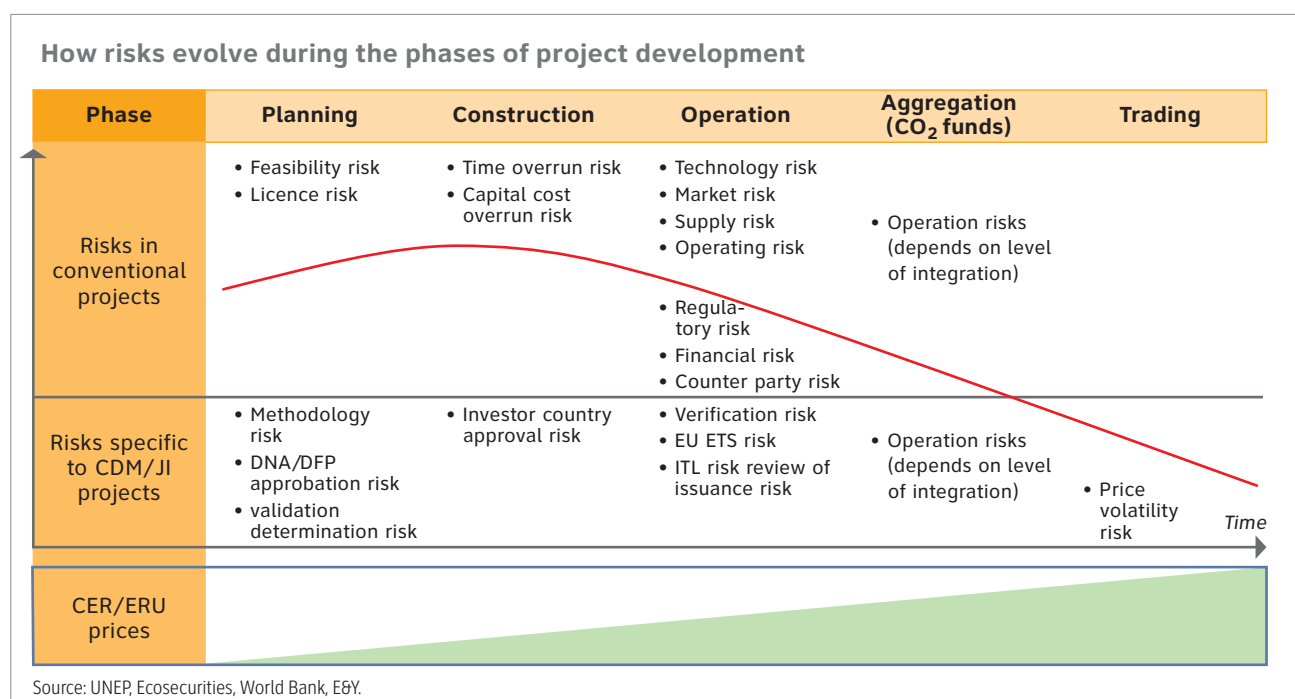 How risks evolve during the phases of project development
Phase
Planning
Construction
Operation
Aggregation
(CO₂ funds)
Trading
Risks in
conventional
projects
• Feasibility risk
• Licence risk
• Time overrun risk
• Capital cost
overrun risk
• Technology risk
• Market risk
• Supply risk
• Operating risk
• Regula-
tory risk
• Financial risk
• Counter party risk
• Operation risks
(depends on level
of integration)
Risks specific
to CDM/JI
projects
• Methodology
risk
• DNA/DFP
approbation risk
• validation
determination risk
• Investor country
approval risk
• Verification risk
• EU ETS risk
• ITL risk review of
issuance risk
• Operation risks
(depends on level
of integration)
• Price
volatility
risk
Time
CER/ERU
prices
Source: UNEP, Ecosecurities, World Bank, E&Y.